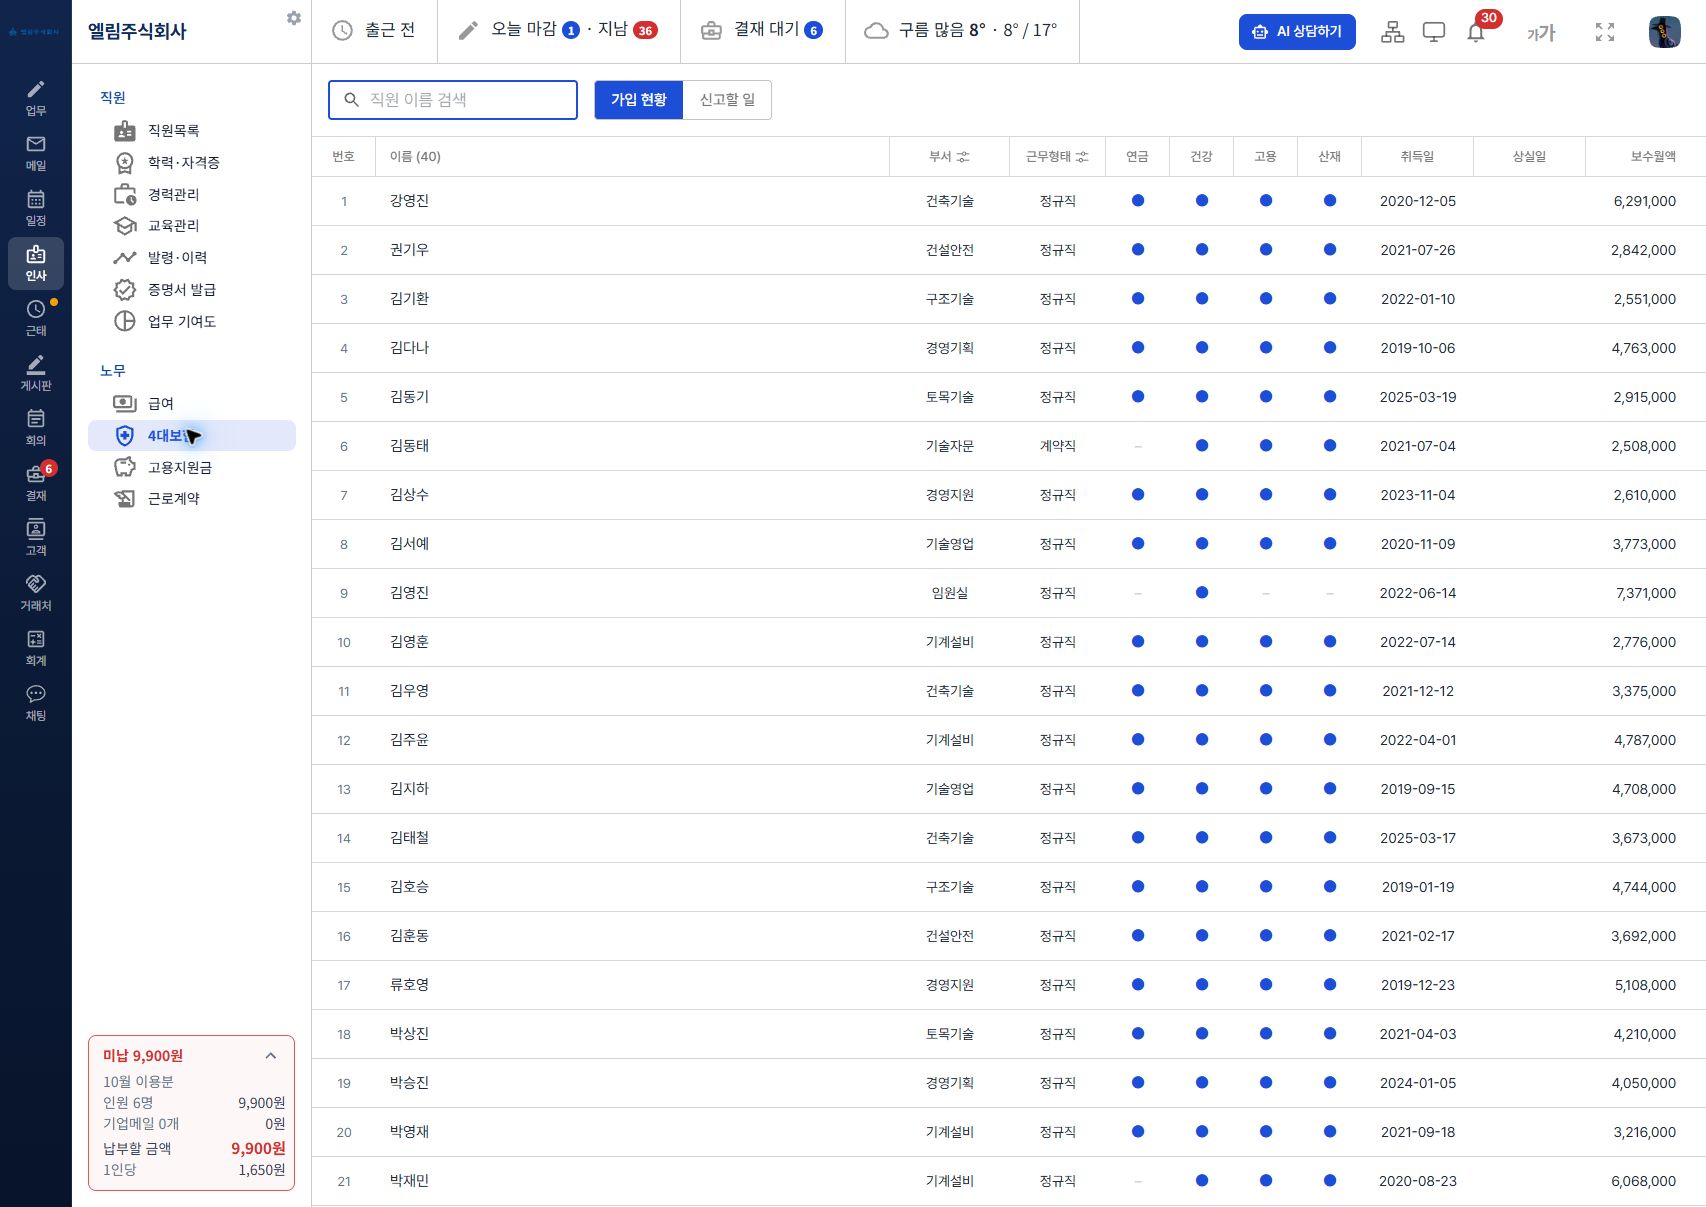 엘림주식회사
업무
메일
일정
인사
근태
게시판
회의
6
결재
고객
거래처
회계
채팅
엘림주식회사
직원
직원목록
학력·자격증
경력관리
교육관리
발령·이력
증명서 발급
업무 기여도
노무
급여
4대보
고용지원금
근로계약
미납 9,900원
10월 이용분
인원 6명 9,900원
기업메일 0개 0원
납부할 금액 9,900원
1인당 1,650원
출근 전
오늘 마감 1 · 지남 36
결재 대기 6
구름 많음 8° · 8° / 17°
AI 상담하기
30
가가
직원 이름 검색
가입 현황
신고할 일
번호 이름 (40) 부서 근무형태 연금 건강 고용 산재 취득일 상실일 보수월액
1 강영진 건축기술 정규직 2020-12-05 6,291,000
2 권기우 건설안전 정규직 2021-07-26 2,842,000
3 김기환 구조기술 정규직 2022-01-10 2,551,000
4 김다나 경영기획 정규직 2019-10-06 4,763,000
5 김동기 토목기술 정규직 2025-03-19 2,915,000
6 김동태 기술자문 계약직 – 2021-07-04 2,508,000
7 김상수 경영지원 정규직 2023-11-04 2,610,000
8 김서예 기술영업 정규직 2020-11-09 3,773,000
9 김영진 임원실 정규직 – – – 2022-06-14 7,371,000
10 김영훈 기계설비 정규직 2022-07-14 2,776,000
11 김우영 건축기술 정규직 2021-12-12 3,375,000
12 김주윤 기계설비 정규직 2022-04-01 4,787,000
13 김지하 기술영업 정규직 2019-09-15 4,708,000
14 김태철 건축기술 정규직 2025-03-17 3,673,000
15 김호승 구조기술 정규직 2019-01-19 4,744,000
16 김훈동 건설안전 정규직 2021-02-17 3,692,000
17 류호영 경영지원 정규직 2019-12-23 5,108,000
18 박상진 토목기술 정규직 2021-04-03 4,210,000
19 박승진 경영기획 정규직 2024-01-05 4,050,000
20 박영재 기계설비 정규직 2021-09-18 3,216,000
21 박재민 기계설비 정규직 – 2020-08-23 6,068,000